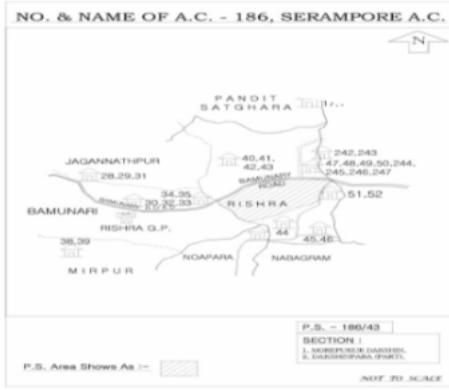 NO. & NAME OF A.C. - 186, SERAMPORE A.C.
N
PANDIT
SATGHARA
JAGANNATHPUR
28,29,31
40,41,
42,43
242,243
47,48,49,50,244,
245,246,247
BAMUNARI
ROAD
34,35
30,32,33
51,52
BAMUNARI
RISHRA
RISHRA G.P.
44
45,46
38,39
MIRPUR
NOAPARA
NABAGRAM
P.S. - 186/43
SECTION :
1. MOREPUKUR DAKSHIN.
2. DAKSHINPARA (PART).
P.S. Area Shows As :-
NOT TO SCALE